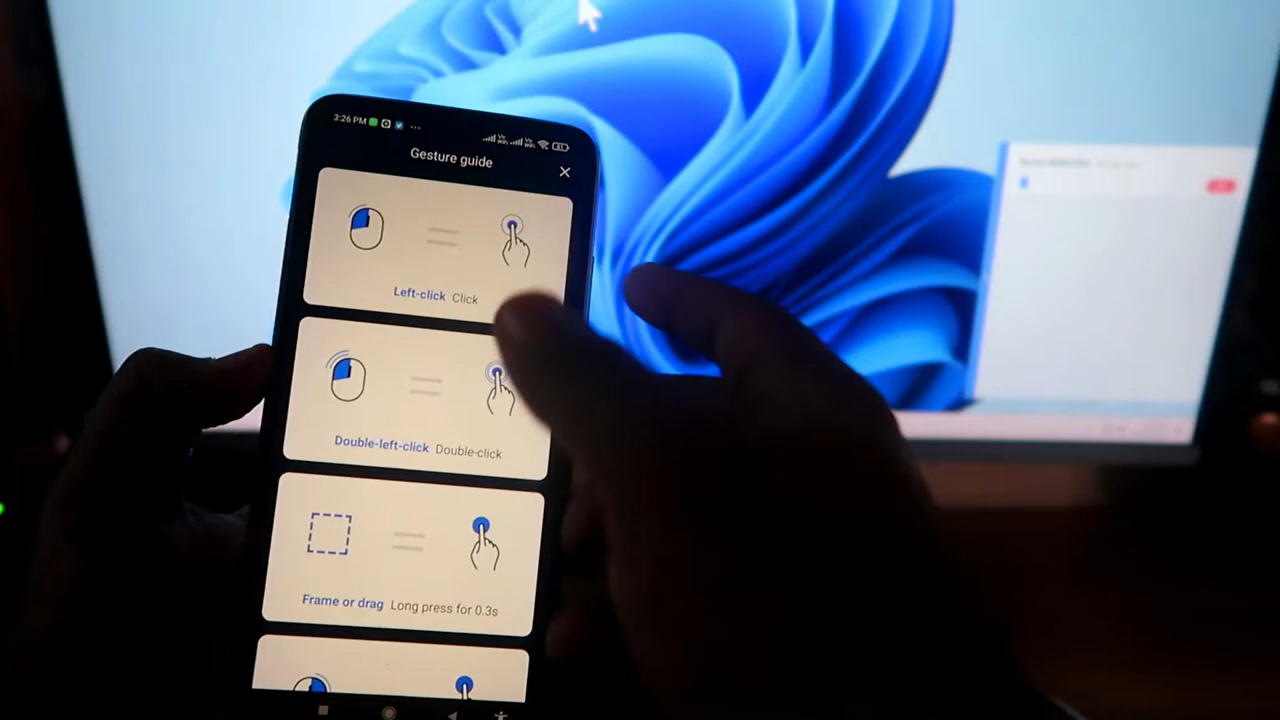 3:26 PM
Gesture guide
Left-click Click
Double-left-click Double-click
Frame or drag Long press for 0.3s